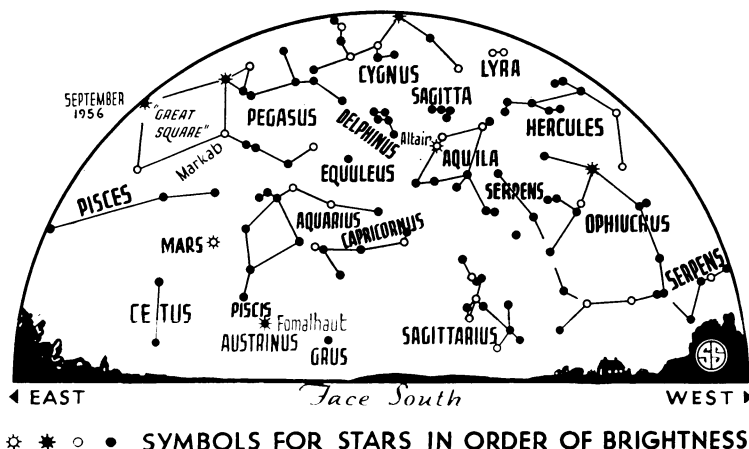 CYGNUS
LYRA
SEPTEMBER
1956
"GREAT
SQUARE"
PEGASUS
SAGITTA
DELPHINUS
Altair
HERCULES
Markab
AQUILA
EQUULEUS
PISCES
SERPENS
AQUARIUS
CAPRICORNUS
OPHIUCHUS
MARS
SERPENS
CETUS
PISCIS
AUSTRINUS
Fomalhaut
GRUS
SAGITTARIUS
SS
EAST
Face South
WEST
SYMBOLS FOR STARS IN ORDER OF BRIGHTNESS